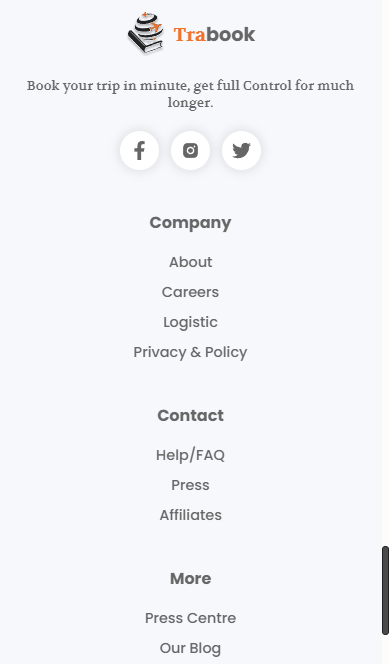 Trabook
Book your trip in minute, get full Control for much
longer.
Company
About
Careers
Logistic
Privacy & Policy
Contact
Help/FAQ
Press
Affiliates
More
Press Centre
Our Blog